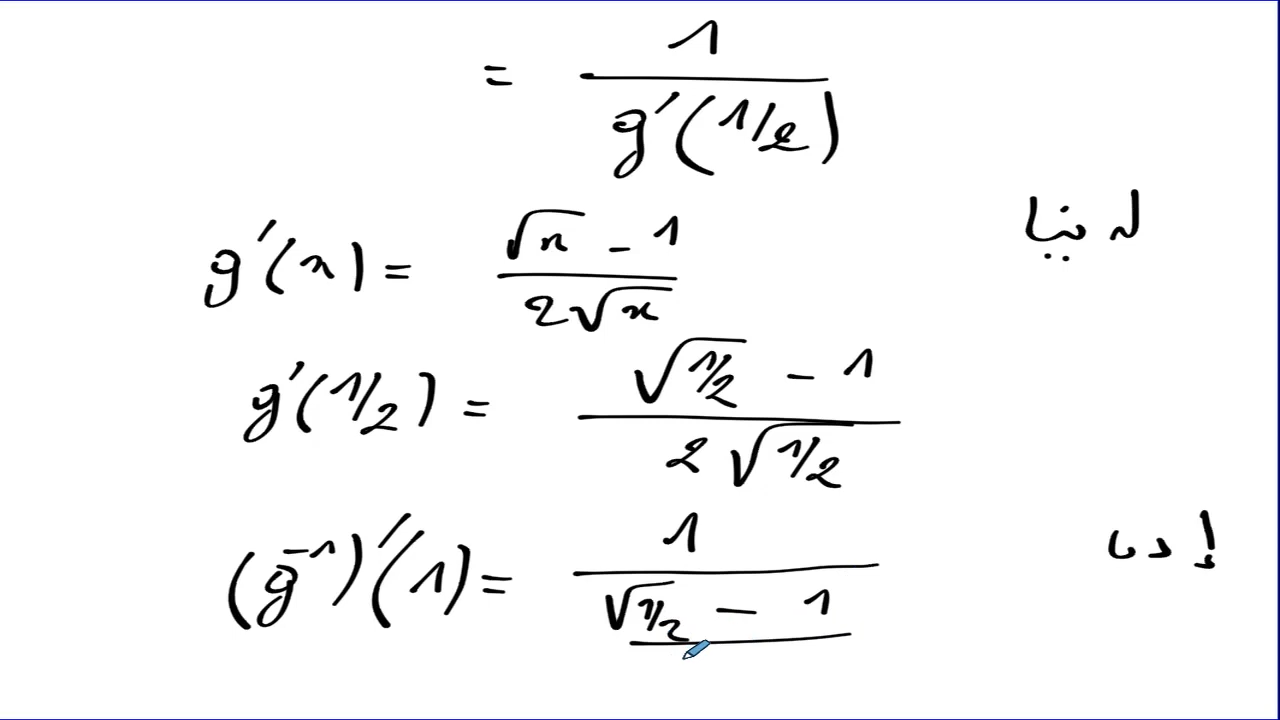 = 1 / g'(1/2)
لدينا
g'(x) = (√x - 1) / (2√x)
g'(1/2) = (√(1/2) - 1) / (2√(1/2))
إذن
(g⁻¹)'(1) = 1 / (√(1/2) - 1)